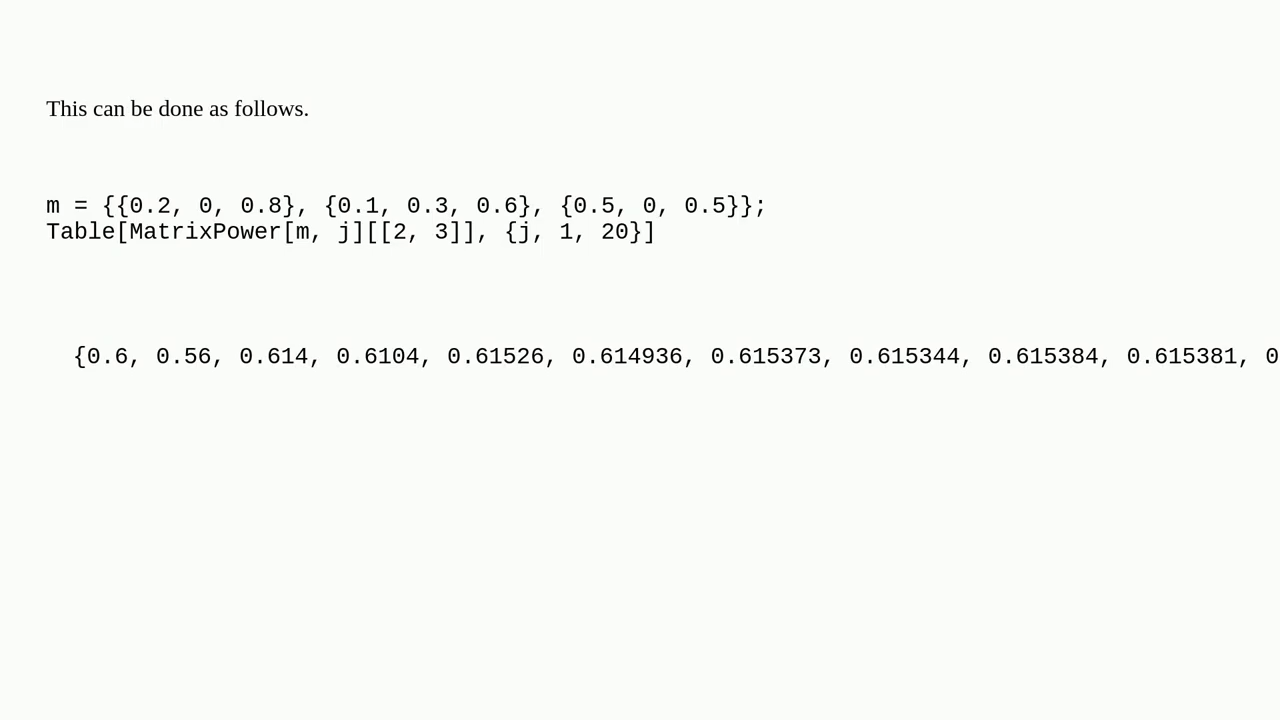 This can be done as follows.
m = {{0.2, 0, 0.8}, {0.1, 0.3, 0.6}, {0.5, 0, 0.5}};
Table[MatrixPower[m, j][[2, 3]], {j, 1, 20}]
{0.6, 0.56, 0.614, 0.6104, 0.61526, 0.614936, 0.615373, 0.615344, 0.615384, 0.615381, 0